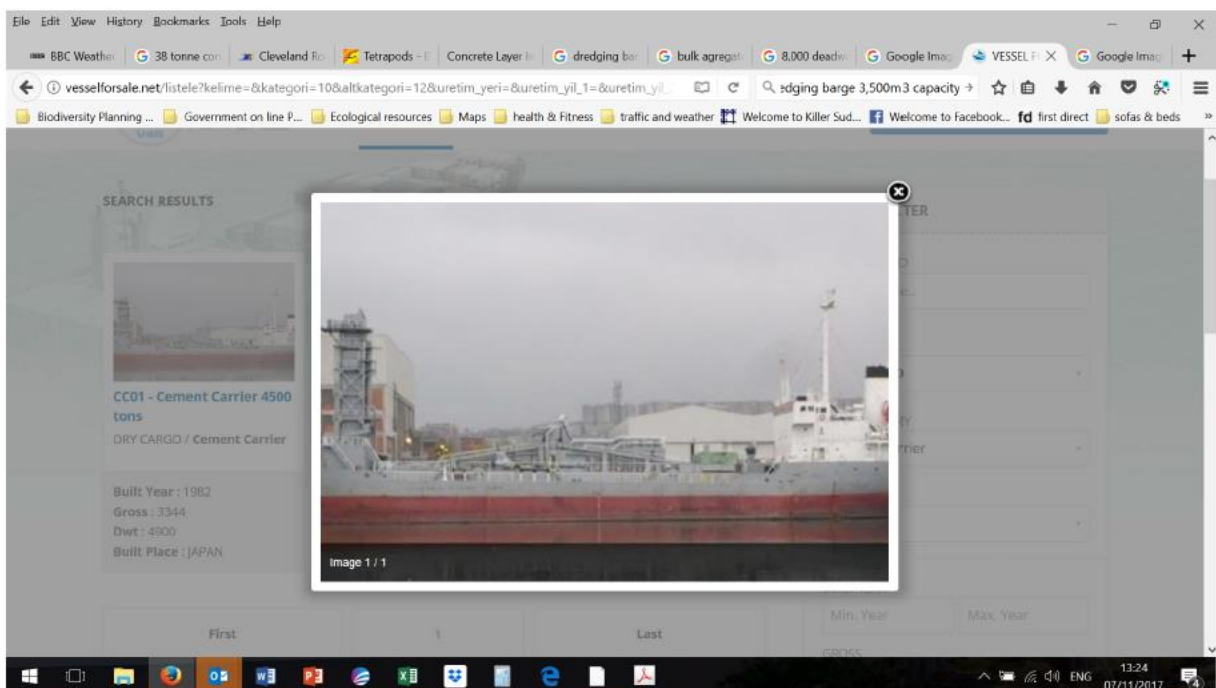 File Edit View History Bookmarks Tools Help
BBC Weather G 38 tonne con Cleveland Ro Tetrapods - Concrete Layer G dredging bar G bulk agregat G 8,000 deadw G Google Imag VESSEL F X G Google Imag +
vesselforsale.net/listele?kelime=&kategori=10&altkategori=12&uretim_yeri=&uretim_yil_1=&uretim_yil_ edging barge 3,500m3 capacity
Biodiversity Planning ... Government on line P... Ecological resources Maps health & Fitness traffic and weather Welcome to Killer Sud... Welcome to Facebook... fd first direct sofas & beds »
SEARCH RESULTS
TER
CC01 - Cement Carrier 4500
tons
DRY CARGO / Cement Carrier
rrier
Built Year : 1982
Gross : 3344
Dwt : 4900
Built Place : JAPAN
Image 1 / 1
Min. Year Max. Year
First 1 Last
GROSS
ENG 13:24
07/11/2017
4